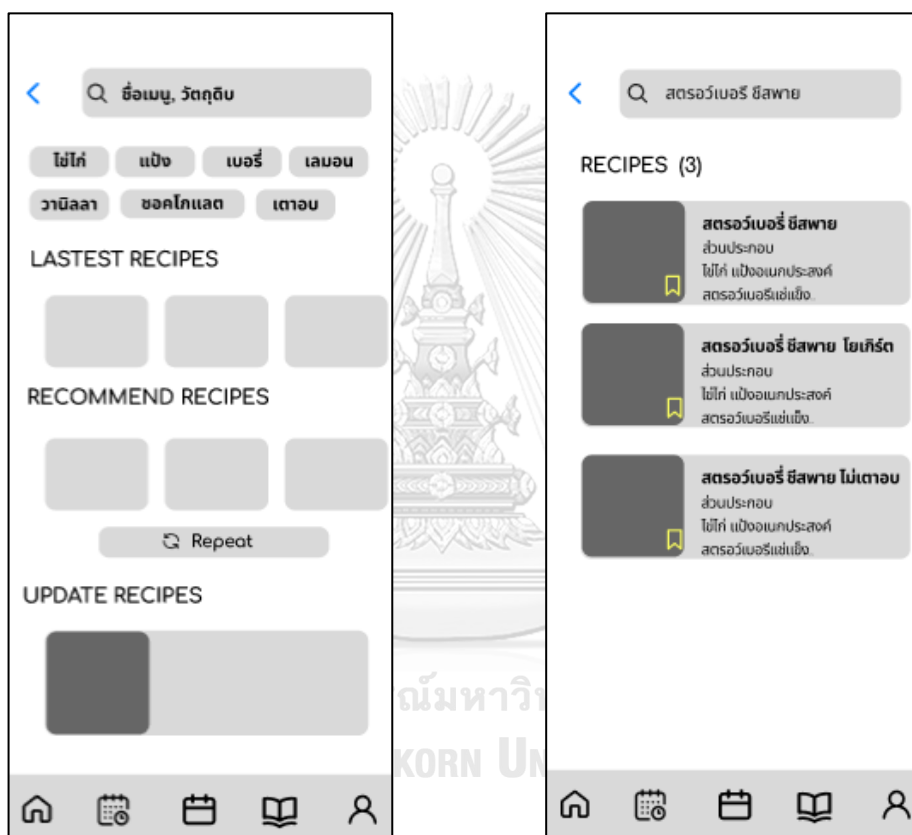 ชื่อเมนู, วัตถุดิบ
ไข่ไก่ แป้ง เบอรี่ เลมอน
วานิลลา ชอคโกแลต เตาอบ
LASTEST RECIPES
RECOMMEND RECIPES
Repeat
UPDATE RECIPES
สตรอว์เบอรี ชีสพาย
RECIPES (3)
สตรอว์เบอรี่ ชีสพาย
ส่วนประกอบ
ไข่ไก่ แป้งอเนกประสงค์
สตรอว์เบอรีแช่แข็ง..
สตรอว์เบอรี่ ชีสพาย โยเกิร์ต
ส่วนประกอบ
ไข่ไก่ แป้งอเนกประสงค์
สตรอว์เบอรีแช่แข็ง..
สตรอว์เบอรี่ ชีสพาย ไม่เตาอบ
ส่วนประกอบ
ไข่ไก่ แป้งอเนกประสงค์
สตรอว์เบอรีแช่แข็ง..
ณ์มหาวิ
KORN UN